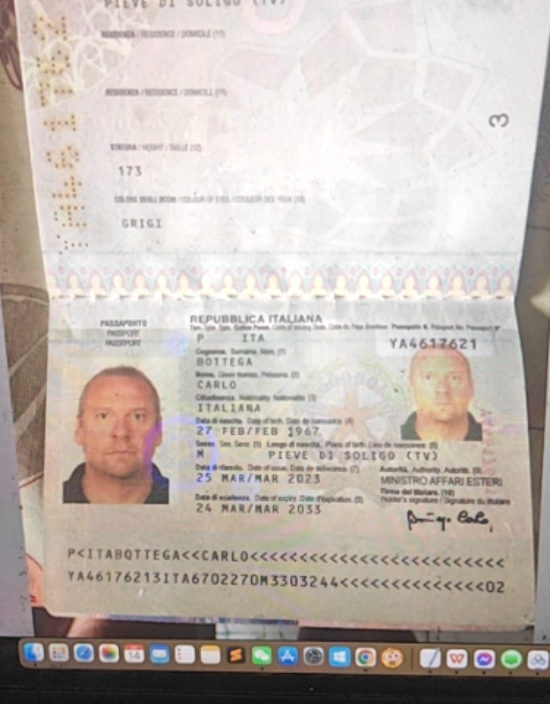 PIEVE DI SOLIGO (TV)
RESIDENZA / RESIDENCE / DOMICILE (11)
RESIDENZA / RESIDENCE / DOMICILE (11)
STATURA / HEIGHT / TAILLE (12)
173
COLORE DEGLI OCCHI / COLOUR OF EYES / COULEUR DES YEUX (13)
GRIGI
3
PASSAPORTO
PASSPORT
PASSEPORT
REPUBBLICA ITALIANA
P ITA YA4617621
Cognome. Surname. Nom. (1)
BOTTEGA
Nome. Given Names. Prénoms. (2)
CARLO
Cittadinanza. Nationality. Nationalité. (3)
ITALIANA
Data di nascita. Date of birth. Date de naissance. (4)
27 FEB/FEB 1967
Sesso. Sex. Sexe. (5) Luogo di nascita. Place of birth. Lieu de naissance. (6)
M PIEVE DI SOLIGO (TV)
Data di rilascio. Date of issue. Date de délivrance. (7) Autorità. Authority. Autorité. (9)
25 MAR/MAR 2023 MINISTRO AFFARI ESTERI
Data di scadenza. Date of expiry. Date d'expiration. (8) Firma del titolare. (10)
Holder's signature / Signature du titulaire
24 MAR/MAR 2033
P<ITABOTTEGA<<CARLO<<<<<<<<<<<<<<<<<<<<<<<<<
YA46176213ITA6702270M3303244<<<<<<<<<<<<<<02
14